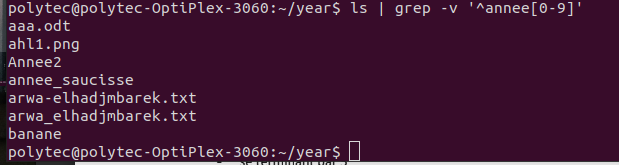 polytec@polytec-OptiPlex-3060:~/year$ ls | grep -v '^annee[0-9]'
aaa.odt
ahl1.png
Annee2
annee_saucisse
arwa-elhadjmbarek.txt
arwa_elhadjmbarek.txt
banane
polytec@polytec-OptiPlex-3060:~/year$